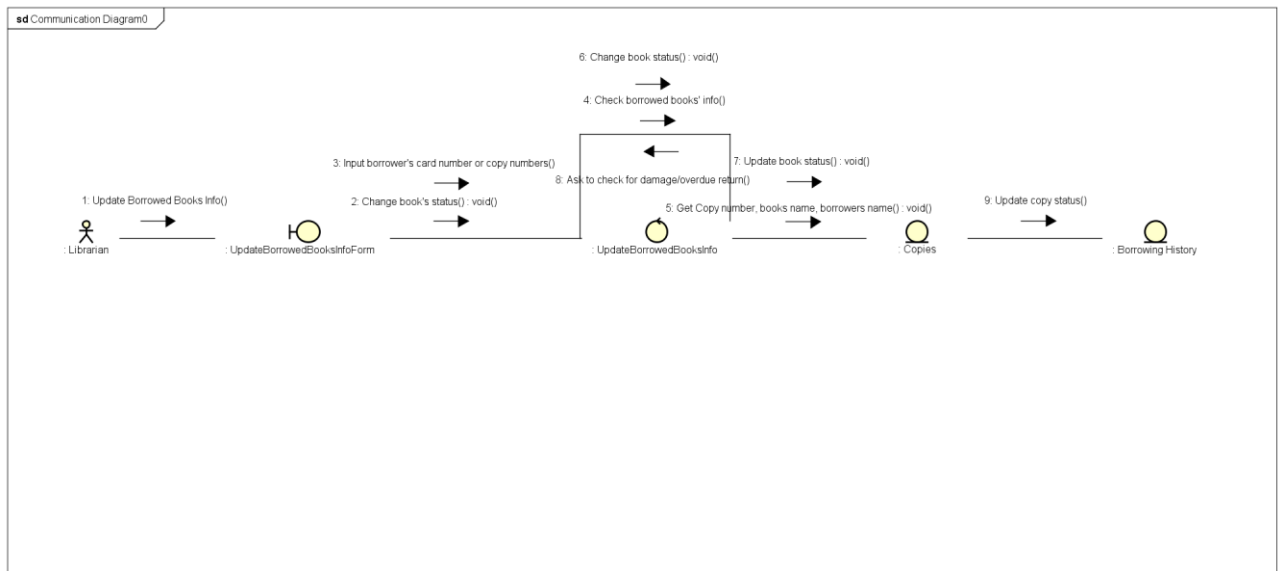 sd Communication Diagram0
6: Change book status() : void()
4: Check borrowed books' info()
3: Input borrower's card number or copy numbers()
7: Update book status() : void()
8: Ask to check for damage/overdue return()
1: Update Borrowed Books Info()
2: Change book's status() : void()
5: Get Copy number, books name, borrowers name() : void()
9: Update copy status()
: Librarian
: UpdateBorrowedBooksInfoForm
: UpdateBorrowedBooksInfo
: Copies
: Borrowing History